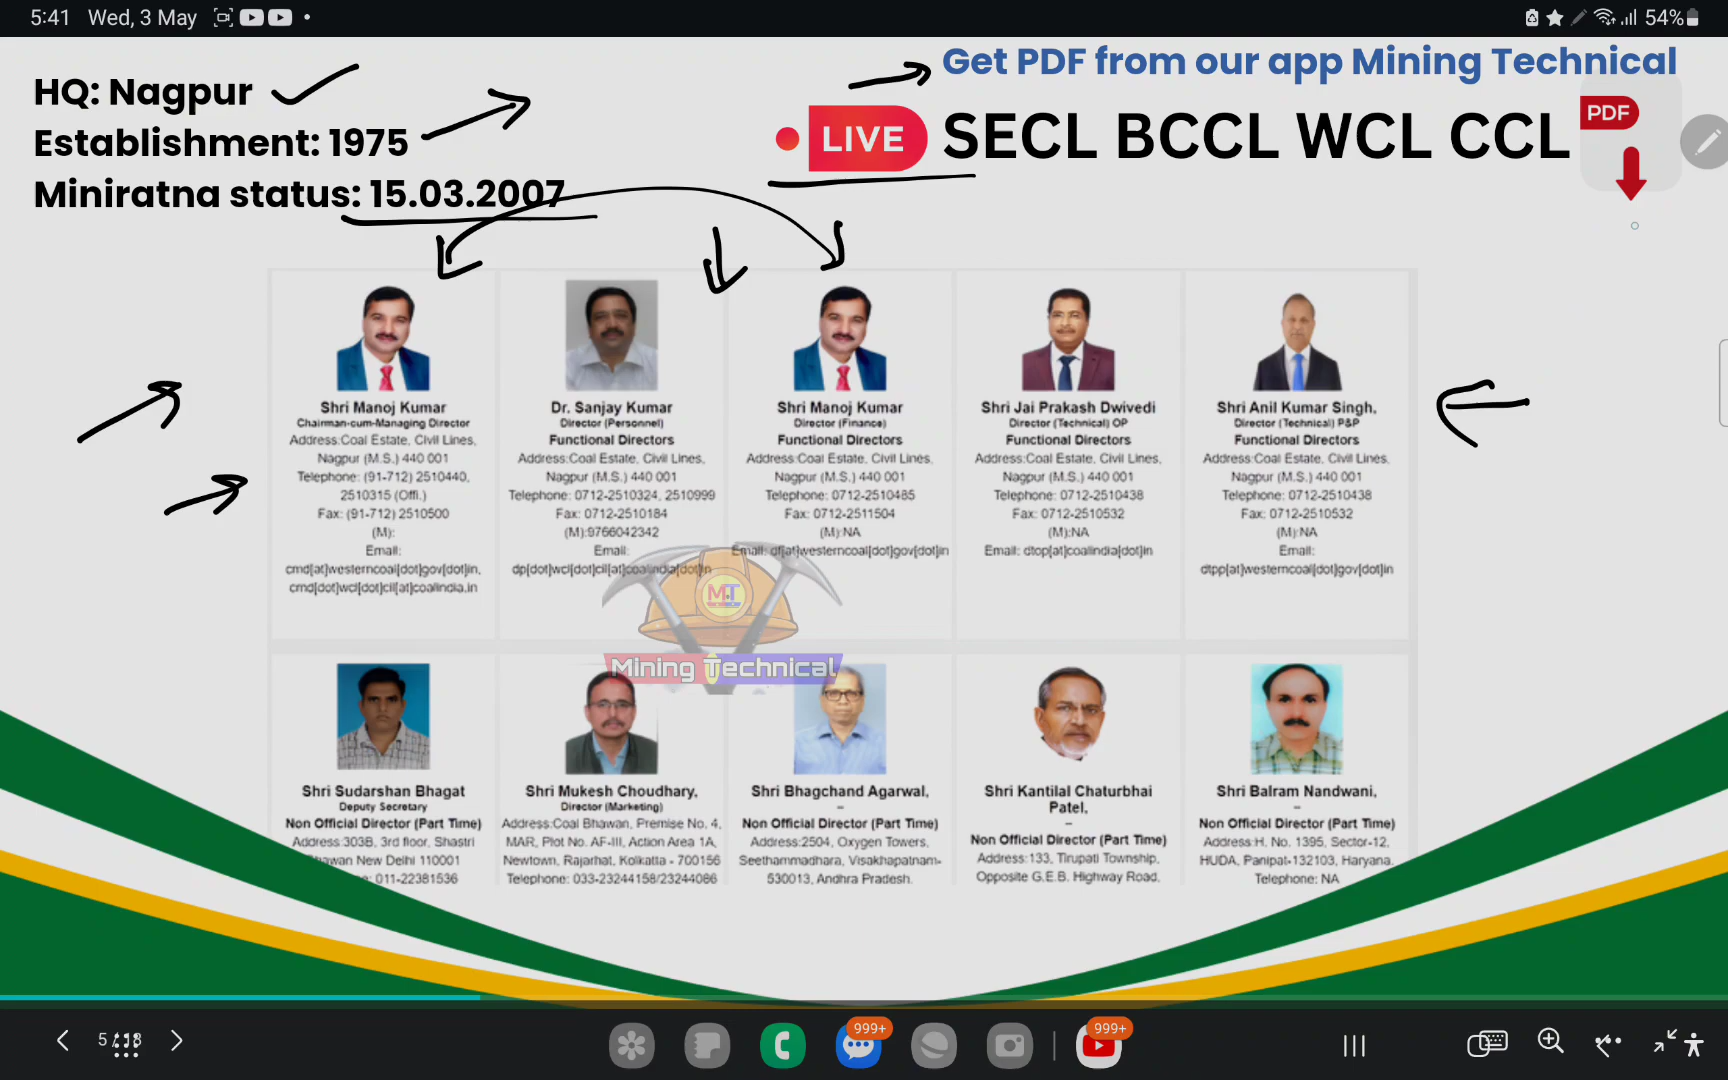 5:41 Wed, 3 May
54%
Get PDF from our app Mining Technical
HQ: Nagpur
Establishment: 1975
Miniratna status: 15.03.2007
LIVE SECL BCCL WCL CCL
PDF
Shri Manoj Kumar
Chairman-cum-Managing Director
Address:Coal Estate, Civil Lines,
Nagpur (M.S.) 440 001
Telephone: (91-712) 2510440,
2510315 (Offi.)
Fax: (91-712) 2510500
(M):
Email:
cmd[at]westerncoal[dot]gov[dot]in,
cmd[dot]wcl[dot]cil[at]coalindia.in
Dr. Sanjay Kumar
Director (Personnel)
Functional Directors
Address:Coal Estate, Civil Lines,
Nagpur (M.S.) 440 001
Telephone: 0712-2510324, 2510999
Fax: 0712-2510184
(M):9766042342
Email:
dp[dot]wcl[dot]cil[at]coalindia[dot]in
Shri Manoj Kumar
Director (Finance)
Functional Directors
Address:Coal Estate, Civil Lines,
Nagpur (M.S.) 440 001
Telephone: 0712-2510485
Fax: 0712-2511504
(M):NA
Email: df[at]westerncoal[dot]gov[dot]in
Shri Jai Prakash Dwivedi
Director (Technical) OP
Functional Directors
Address:Coal Estate, Civil Lines,
Nagpur (M.S.) 440 001
Telephone: 0712-2510438
Fax: 0712-2510532
(M):NA
Email: dtop[at]coalindia[dot]in
Shri Anil Kumar Singh,
Director (Technical) P&P
Functional Directors
Address:Coal Estate, Civil Lines,
Nagpur (M.S.) 440 001
Telephone: 0712-2510438
Fax: 0712-2510532
(M):NA
Email:
dtpp[at]westerncoal[dot]gov[dot]in
MT
Mining Technical
Shri Sudarshan Bhagat
Deputy Secretary
Non Official Director (Part Time)
Address:303B, 3rd floor, Shastri
Bhawan New Delhi 110001
: 011-22381536
Shri Mukesh Choudhary,
Director (Marketing)
Address:Coal Bhawan, Premise No. 4,
MAR, Plot No. AF-III, Action Area 1A,
Newtown, Rajarhat, Kolkatta - 700156
Telephone: 033-23244158/23244086
Shri Bhagchand Agarwal,
–
Non Official Director (Part Time)
Address:2504, Oxygen Towers,
Seethammadhara, Visakhapatnam-
530013, Andhra Pradesh.
Shri Kantilal Chaturbhai
Patel,
–
Non Official Director (Part Time)
Address:133, Tirupati Township,
Opposite G.E.B. Highway Road,
Shri Balram Nandwani,
–
Non Official Director (Part Time)
Address:H. No. 1395, Sector-12,
HUDA, Panipat-132103, Haryana.
Telephone: NA
999+
999+